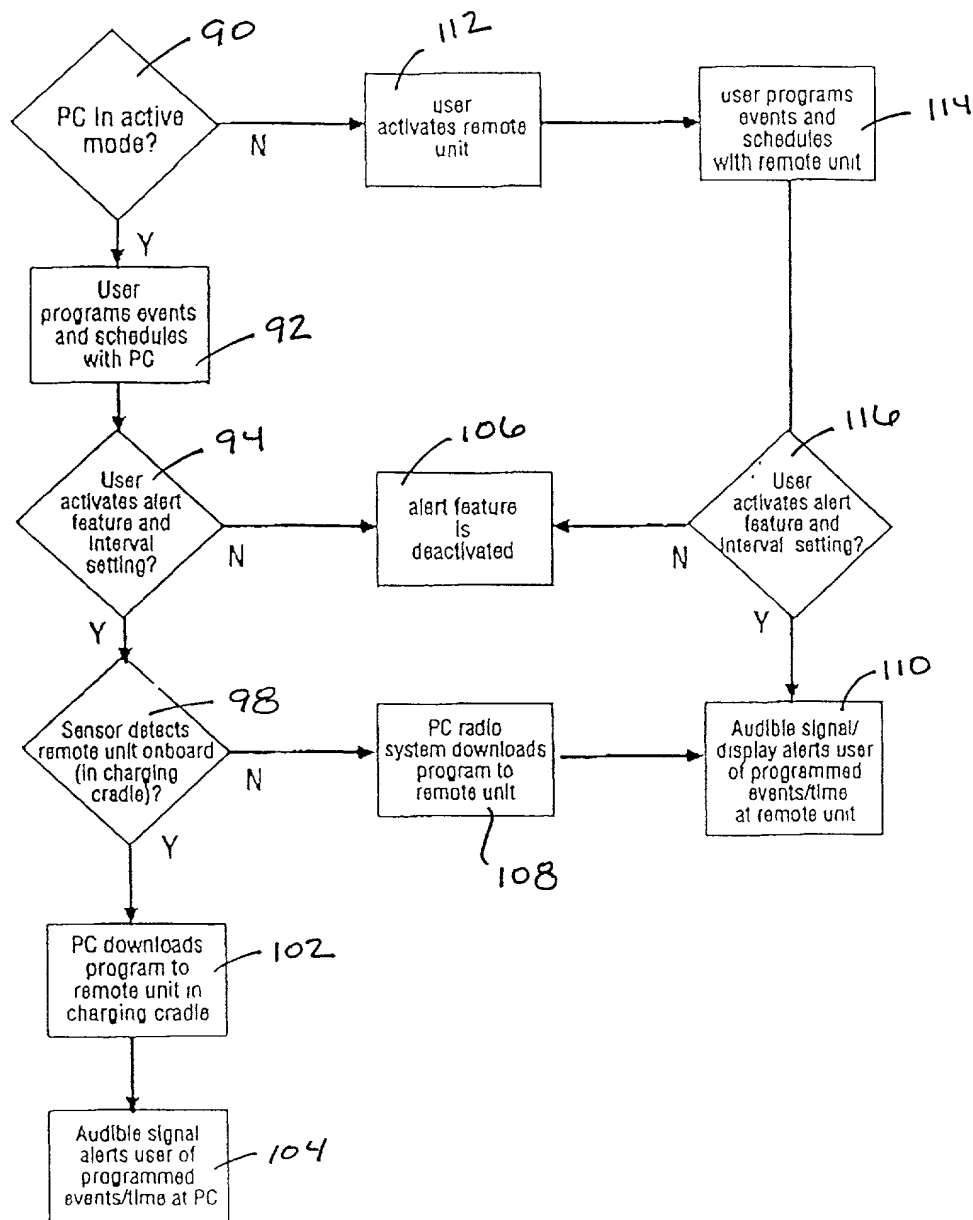 90
PC In active
mode?
N
Y
112
user
activates remote
unit
user programs
events and
schedules
with remote unit
114
User
programs events
and schedules
with PC
92
94
User
activates alert
feature and
interval
setting?
N
Y
106
alert feature
is
deactivated
116
User
activates alert
feature and
interval setting?
N
Y
98
Sensor detects
remote unit onboard
(in charging
cradle)?
N
Y
PC radio
system downloads
program to
remote unit
108
110
Audible signal/
display alerts user
of programmed
events/time
at remote unit
PC downloads
program to
remote unit in
charging cradle
102
Audible signal
alerts user of
programmed
events/time at PC
104